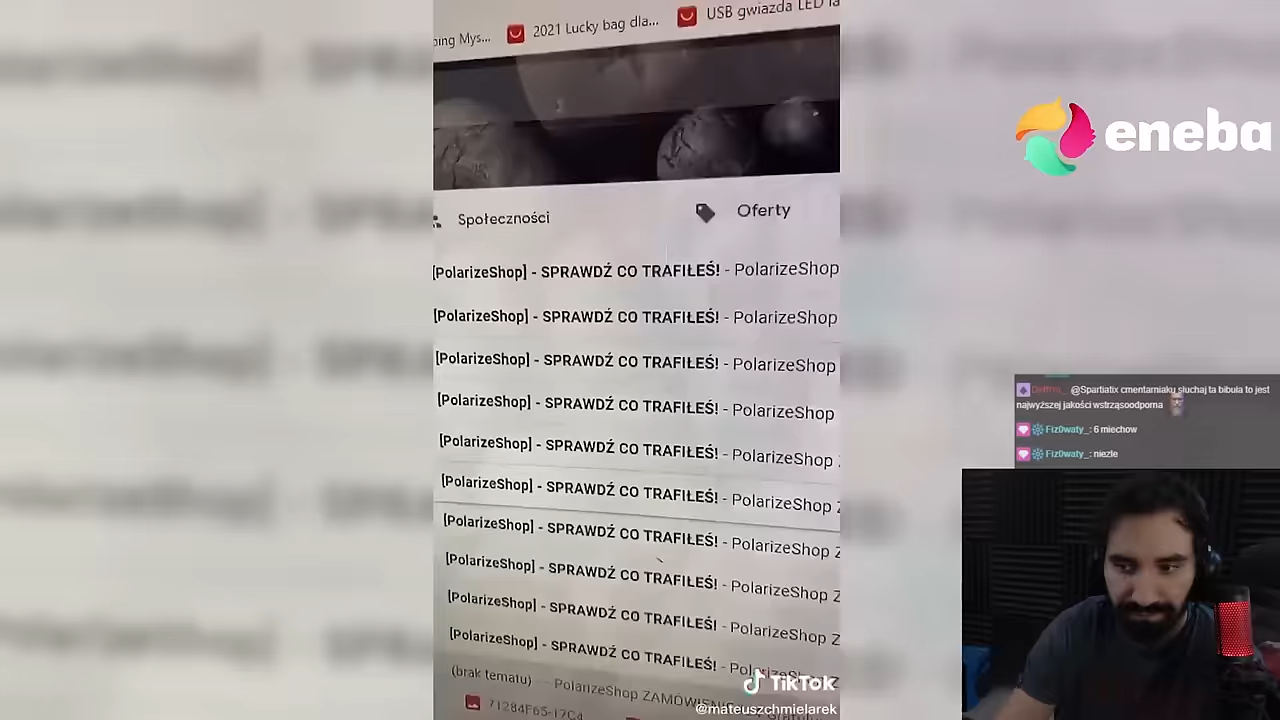 ping Mys...
2021 Lucky bag dla...
USB gwiazda LED la
eneba
Społeczności
Oferty
[PolarizeShop] - SPRAWDŹ CO TRAFIŁEŚ! - PolarizeShop
[PolarizeShop] - SPRAWDŹ CO TRAFIŁEŚ! - PolarizeShop
[PolarizeShop] - SPRAWDŹ CO TRAFIŁEŚ! - PolarizeShop
[PolarizeShop] - SPRAWDŹ CO TRAFIŁEŚ! - PolarizeShop
[PolarizeShop] - SPRAWDŹ CO TRAFIŁEŚ! - PolarizeShop
[PolarizeShop] - SPRAWDŹ CO TRAFIŁEŚ! - PolarizeShop Z
[PolarizeShop] - SPRAWDŹ CO TRAFIŁEŚ! - PolarizeShop Z
[PolarizeShop] - SPRAWDŹ CO TRAFIŁEŚ! - PolarizeShop Z
[PolarizeShop] - SPRAWDŹ CO TRAFIŁEŚ! - PolarizeShop Z
[PolarizeShop] - SPRAWDŹ CO TRAFIŁEŚ!
(brak tematu) — PolarizeShop
TikTok
@mateuszchmielarek
@Spartiatix cmentarniaku słuchaj ta bibuła to jest
najwyższej jakości wstrząsoodporna
Fiz0waty_: 6 miechow
Fiz0waty_: niezle